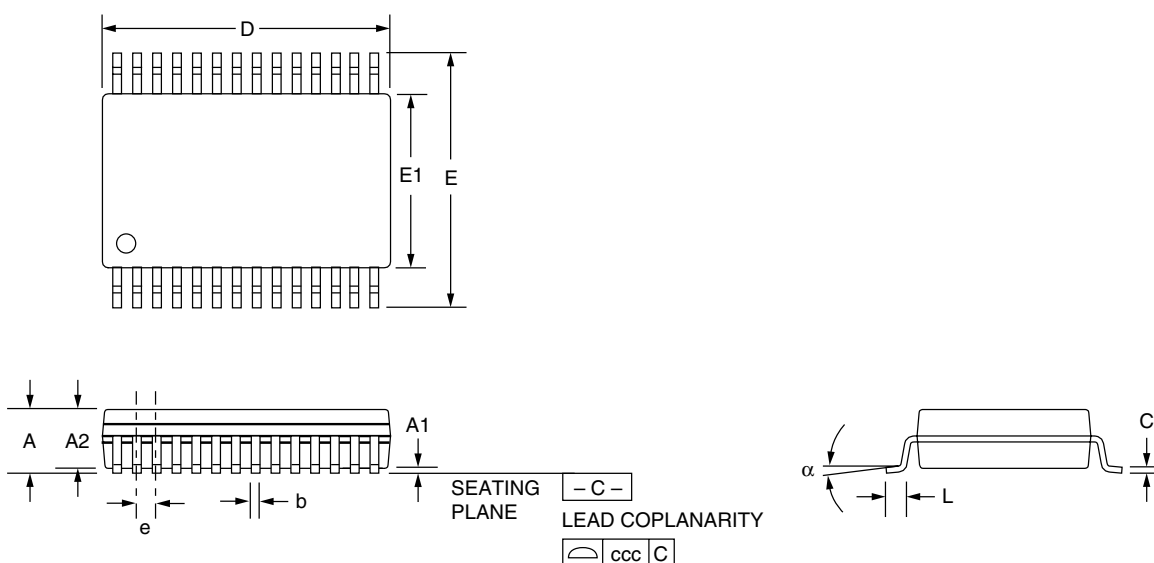 D
E1
E
A
A2
A1
e
b
SEATING
PLANE
– C –
LEAD COPLANARITY
ccc C
α
L
C